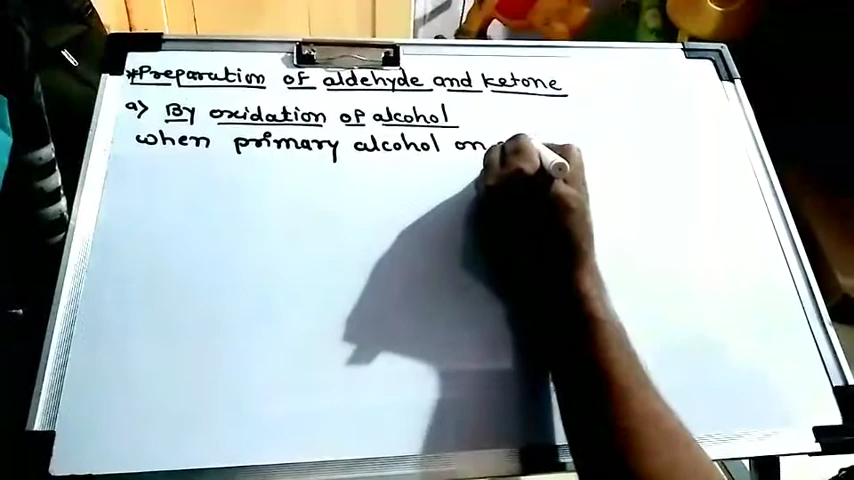 *Preparation of aldehyde and ketone
a) By oxidation of alcohol
when primary alcohol on